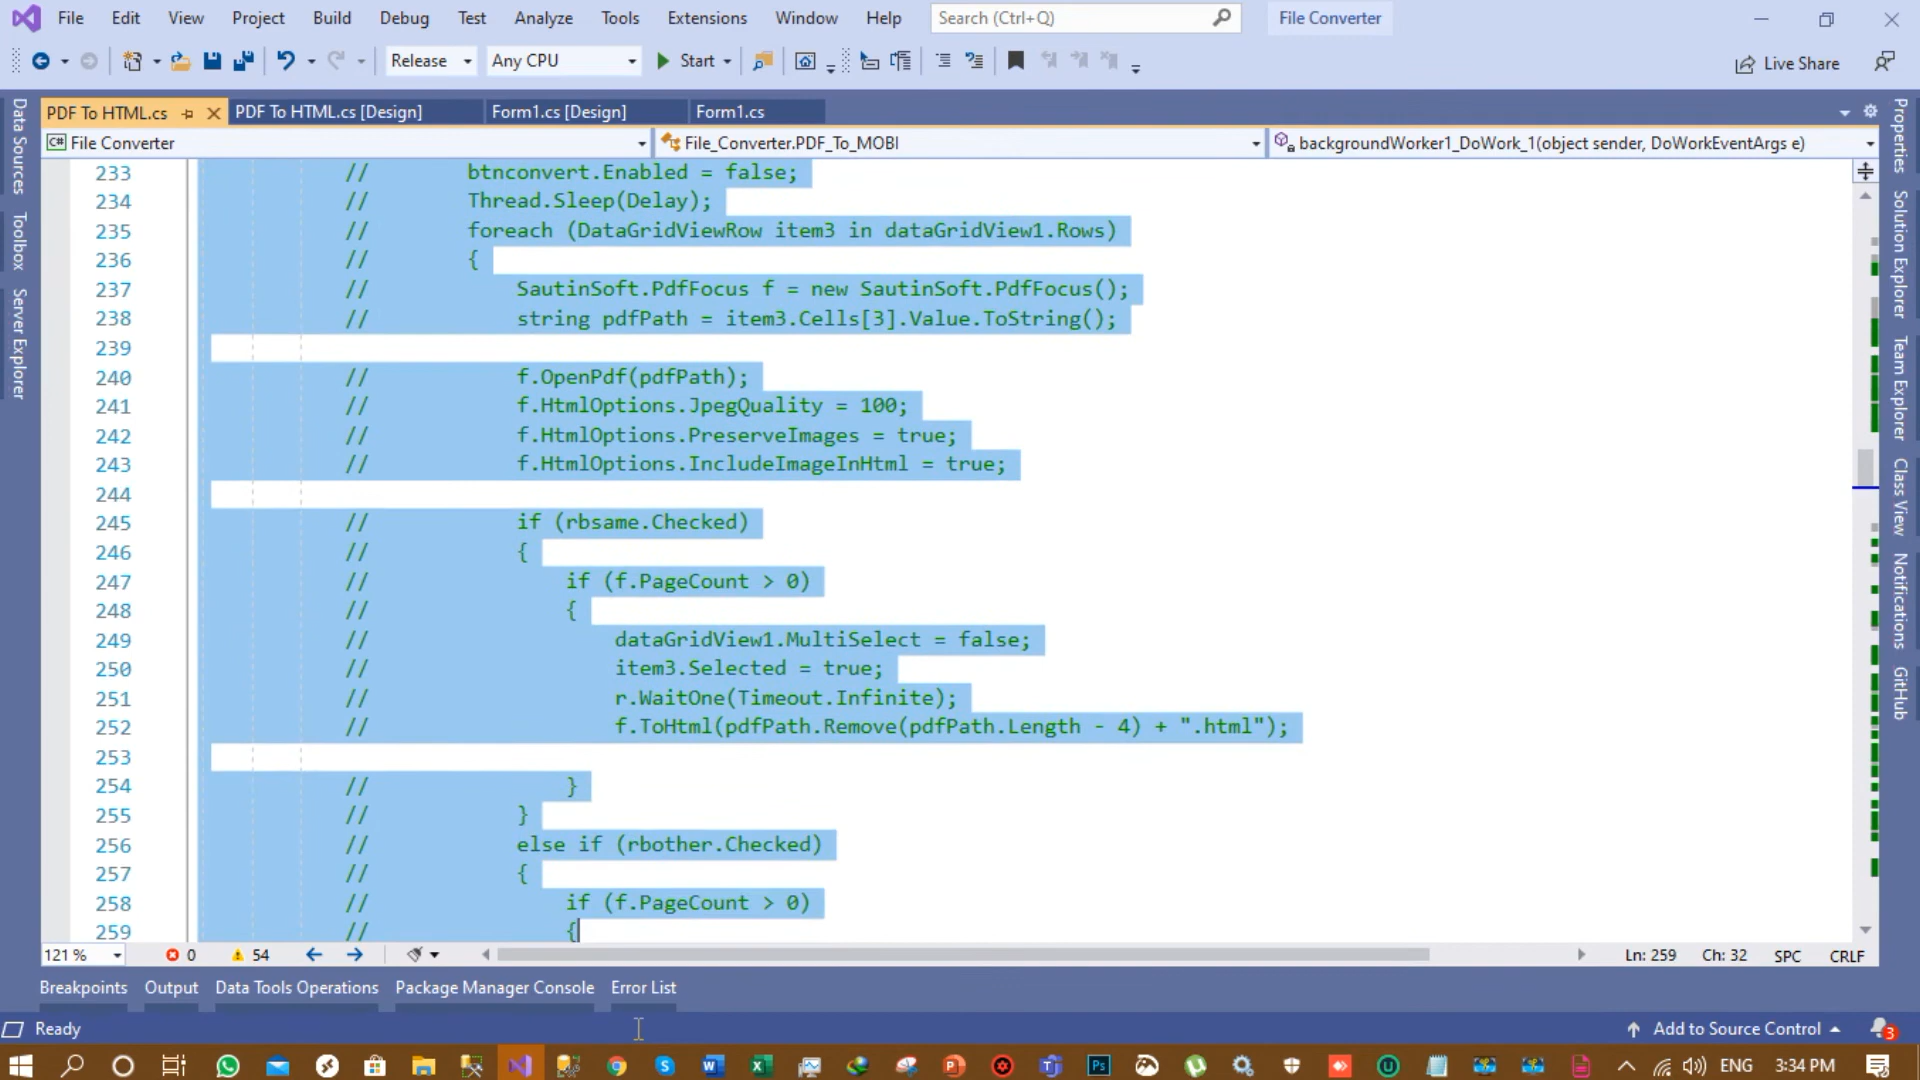 File Edit View Project Build Debug Test Analyze Tools Extensions Window Help Search (Ctrl+Q) File Converter
Release Any CPU Start Live Share
PDF To HTML.cs PDF To HTML.cs [Design] Form1.cs [Design] Form1.cs
C# File Converter File_Converter.PDF_To_MOBI backgroundWorker1_DoWork_1(object sender, DoWorkEventArgs e)
Data Sources
Toolbox
Server Explorer
233 // btnconvert.Enabled = false;
234 // Thread.Sleep(Delay);
235 // foreach (DataGridViewRow item3 in dataGridView1.Rows)
236 // {
237 // SautinSoft.PdfFocus f = new SautinSoft.PdfFocus();
238 // string pdfPath = item3.Cells[3].Value.ToString();
239
240 // f.OpenPdf(pdfPath);
241 // f.HtmlOptions.JpegQuality = 100;
242 // f.HtmlOptions.PreserveImages = true;
243 // f.HtmlOptions.IncludeImageInHtml = true;
244
245 // if (rbsame.Checked)
246 // {
247 // if (f.PageCount > 0)
248 // {
249 // dataGridView1.MultiSelect = false;
250 // item3.Selected = true;
251 // r.WaitOne(Timeout.Infinite);
252 // f.ToHtml(pdfPath.Remove(pdfPath.Length - 4) + ".html");
253
254 // }
255 // }
256 // else if (rbother.Checked)
257 // {
258 // if (f.PageCount > 0)
259 // {
Properties
Solution Explorer
Team Explorer
Class View
Notifications
GitHub
121 % 0 54 Ln: 259 Ch: 32 SPC CRLF
Breakpoints Output Data Tools Operations Package Manager Console Error List
Ready Add to Source Control 3
ENG 3:34 PM